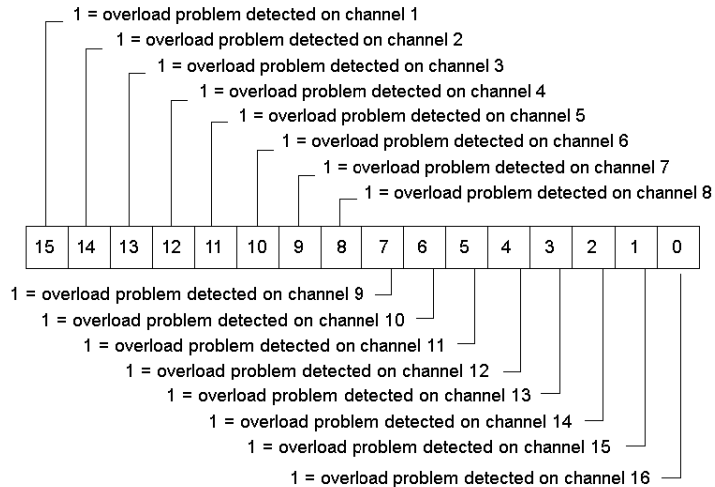 1 = overload problem detected on channel 1
1 = overload problem detected on channel 2
1 = overload problem detected on channel 3
1 = overload problem detected on channel 4
1 = overload problem detected on channel 5
1 = overload problem detected on channel 6
1 = overload problem detected on channel 7
1 = overload problem detected on channel 8
15 14 13 12 11 10 9 8 7 6 5 4 3 2 1 0
1 = overload problem detected on channel 9
1 = overload problem detected on channel 10
1 = overload problem detected on channel 11
1 = overload problem detected on channel 12
1 = overload problem detected on channel 13
1 = overload problem detected on channel 14
1 = overload problem detected on channel 15
1 = overload problem detected on channel 16